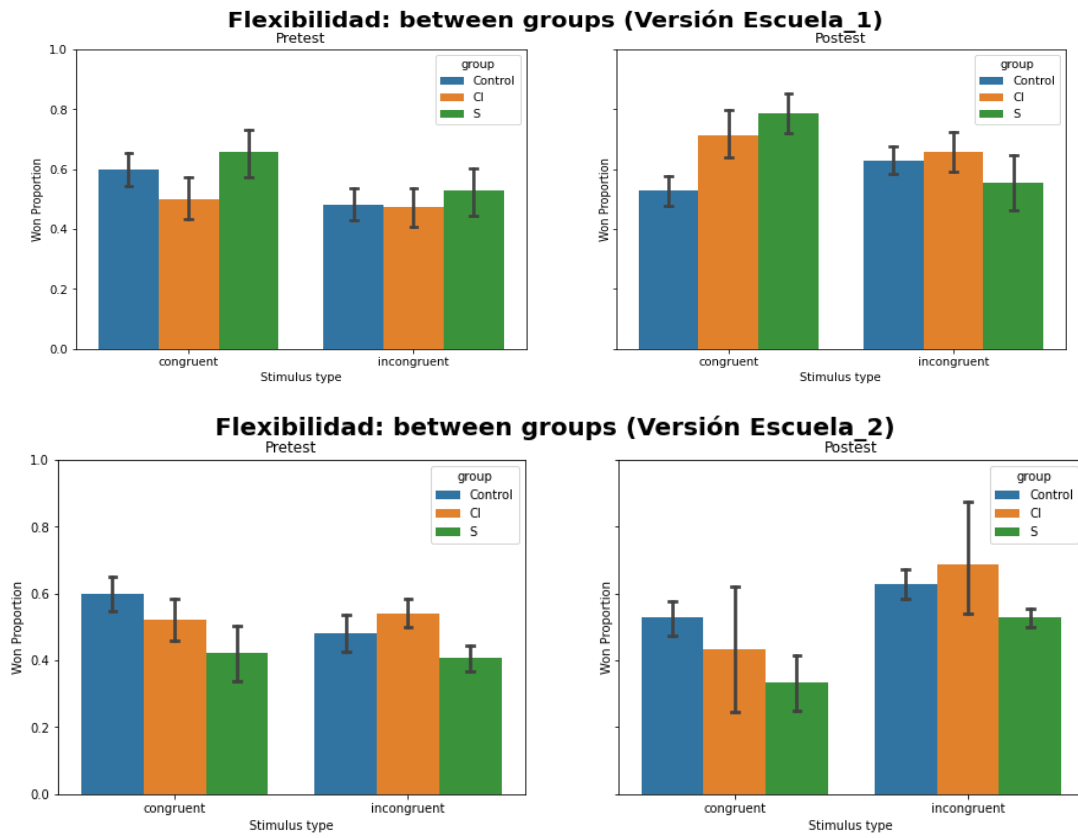 Flexibilidad: between groups (Versión Escuela_1)
Pretest
Postest
1.0
0.8
0.6
0.4
0.2
0.0
Won Proportion
group
Control
CI
S
congruent
incongruent
Stimulus type
Won Proportion
group
Control
CI
S
congruent
incongruent
Stimulus type
Flexibilidad: between groups (Versión Escuela_2)
Pretest
Postest
1.0
0.8
0.6
0.4
0.2
0.0
Won Proportion
group
Control
CI
S
congruent
incongruent
Stimulus type
Won Proportion
group
Control
CI
S
congruent
incongruent
Stimulus type